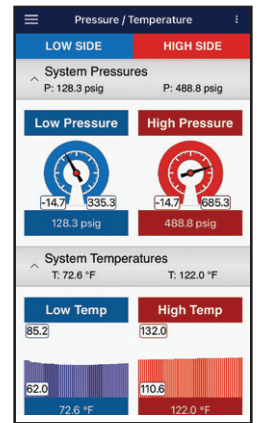 Pressure / Temperature
LOW SIDE HIGH SIDE
System Pressures
P: 128.3 psig P: 488.8 psig
Low Pressure High Pressure
-14.7 335.3 -14.7 685.3
128.3 psig 488.8 psig
System Temperatures
T: 72.6 °F T: 122.0 °F
Low Temp High Temp
85.2 132.0
62.0 110.6
72.6 °F 122.0 °F